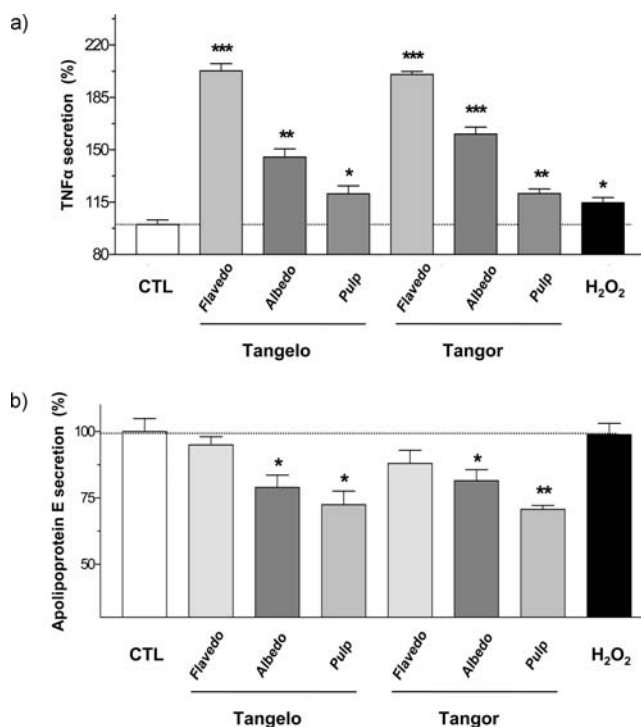 a)
TNFα secretion (%)
220
185
150
115
80
***
**
*
***
***
**
*
CTL
Flavedo
Albedo
Pulp
Flavedo
Albedo
Pulp
H₂O₂
Tangelo
Tangor
b)
Apolipoprotein E secretion (%)
100
75
50
*
*
*
**
CTL
Flavedo
Albedo
Pulp
Flavedo
Albedo
Pulp
H₂O₂
Tangelo
Tangor